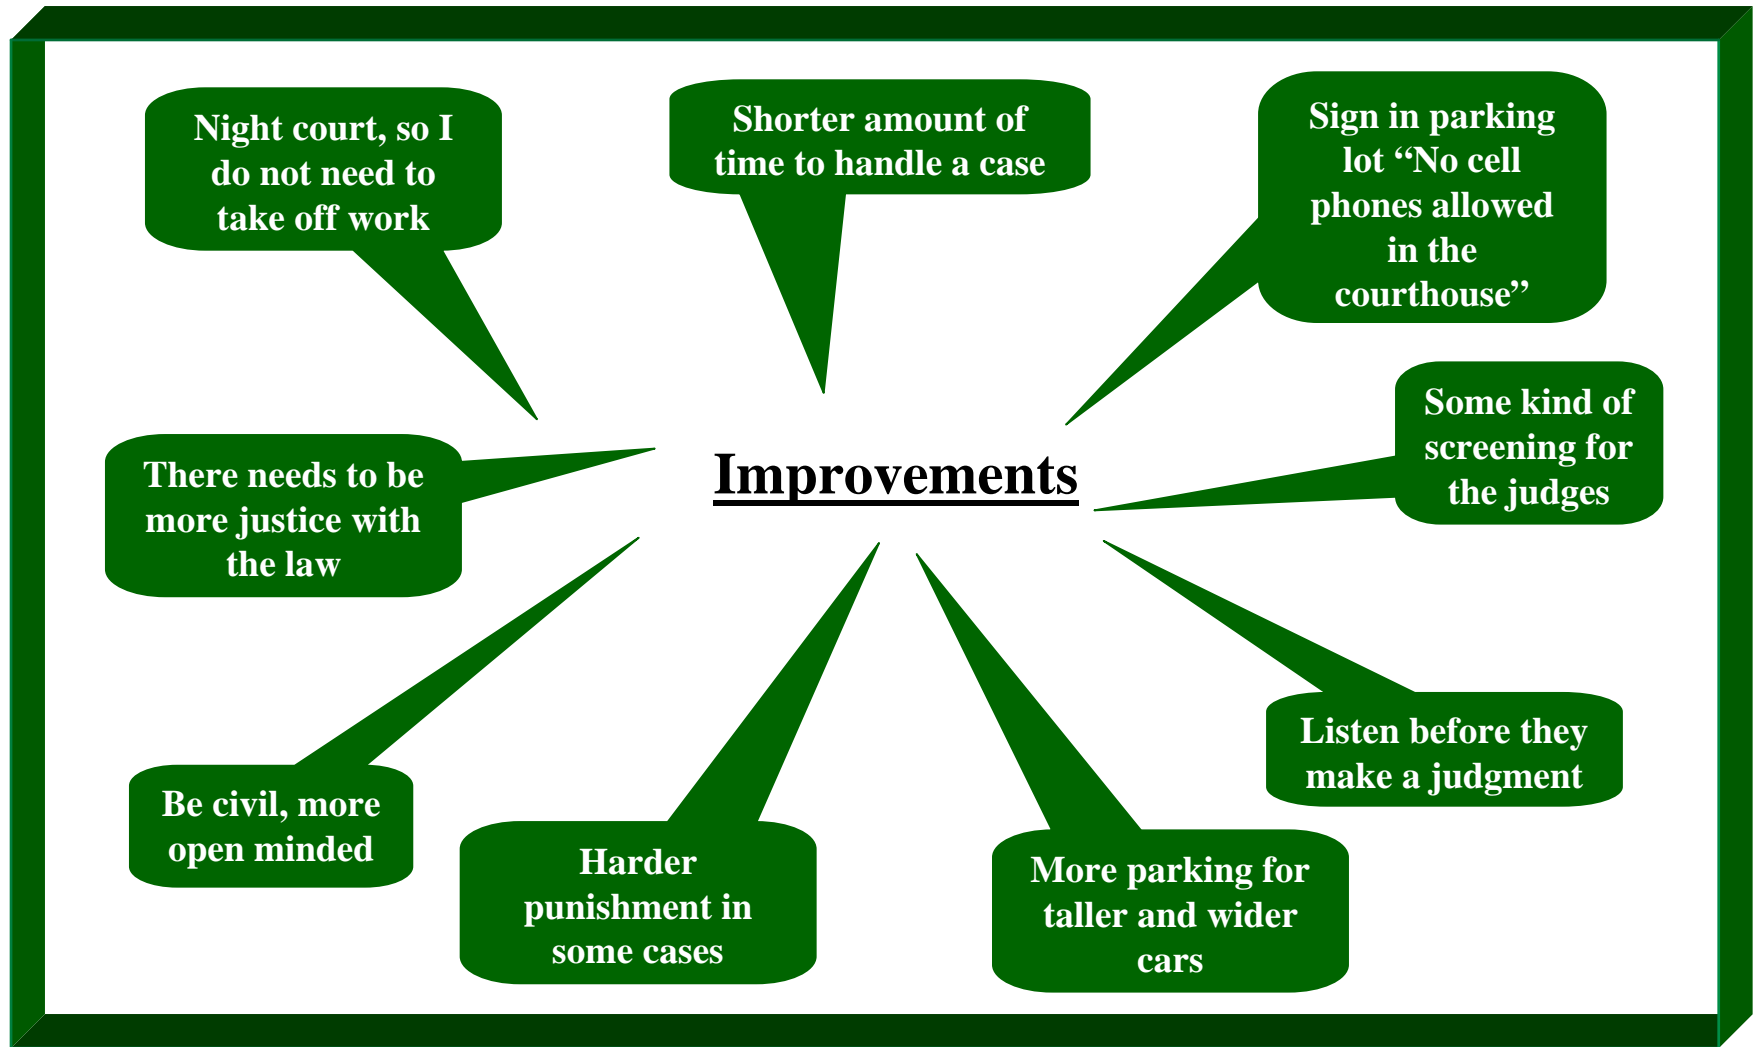 Night court, so I
do not need to
take off work
Shorter amount of
time to handle a case
Sign in parking
lot “No cell
phones allowed
in the
courthouse”
Some kind of
screening for
the judges
There needs to be
more justice with
the law
Improvements
Listen before they
make a judgment
Be civil, more
open minded
Harder
punishment in
some cases
More parking for
taller and wider
cars